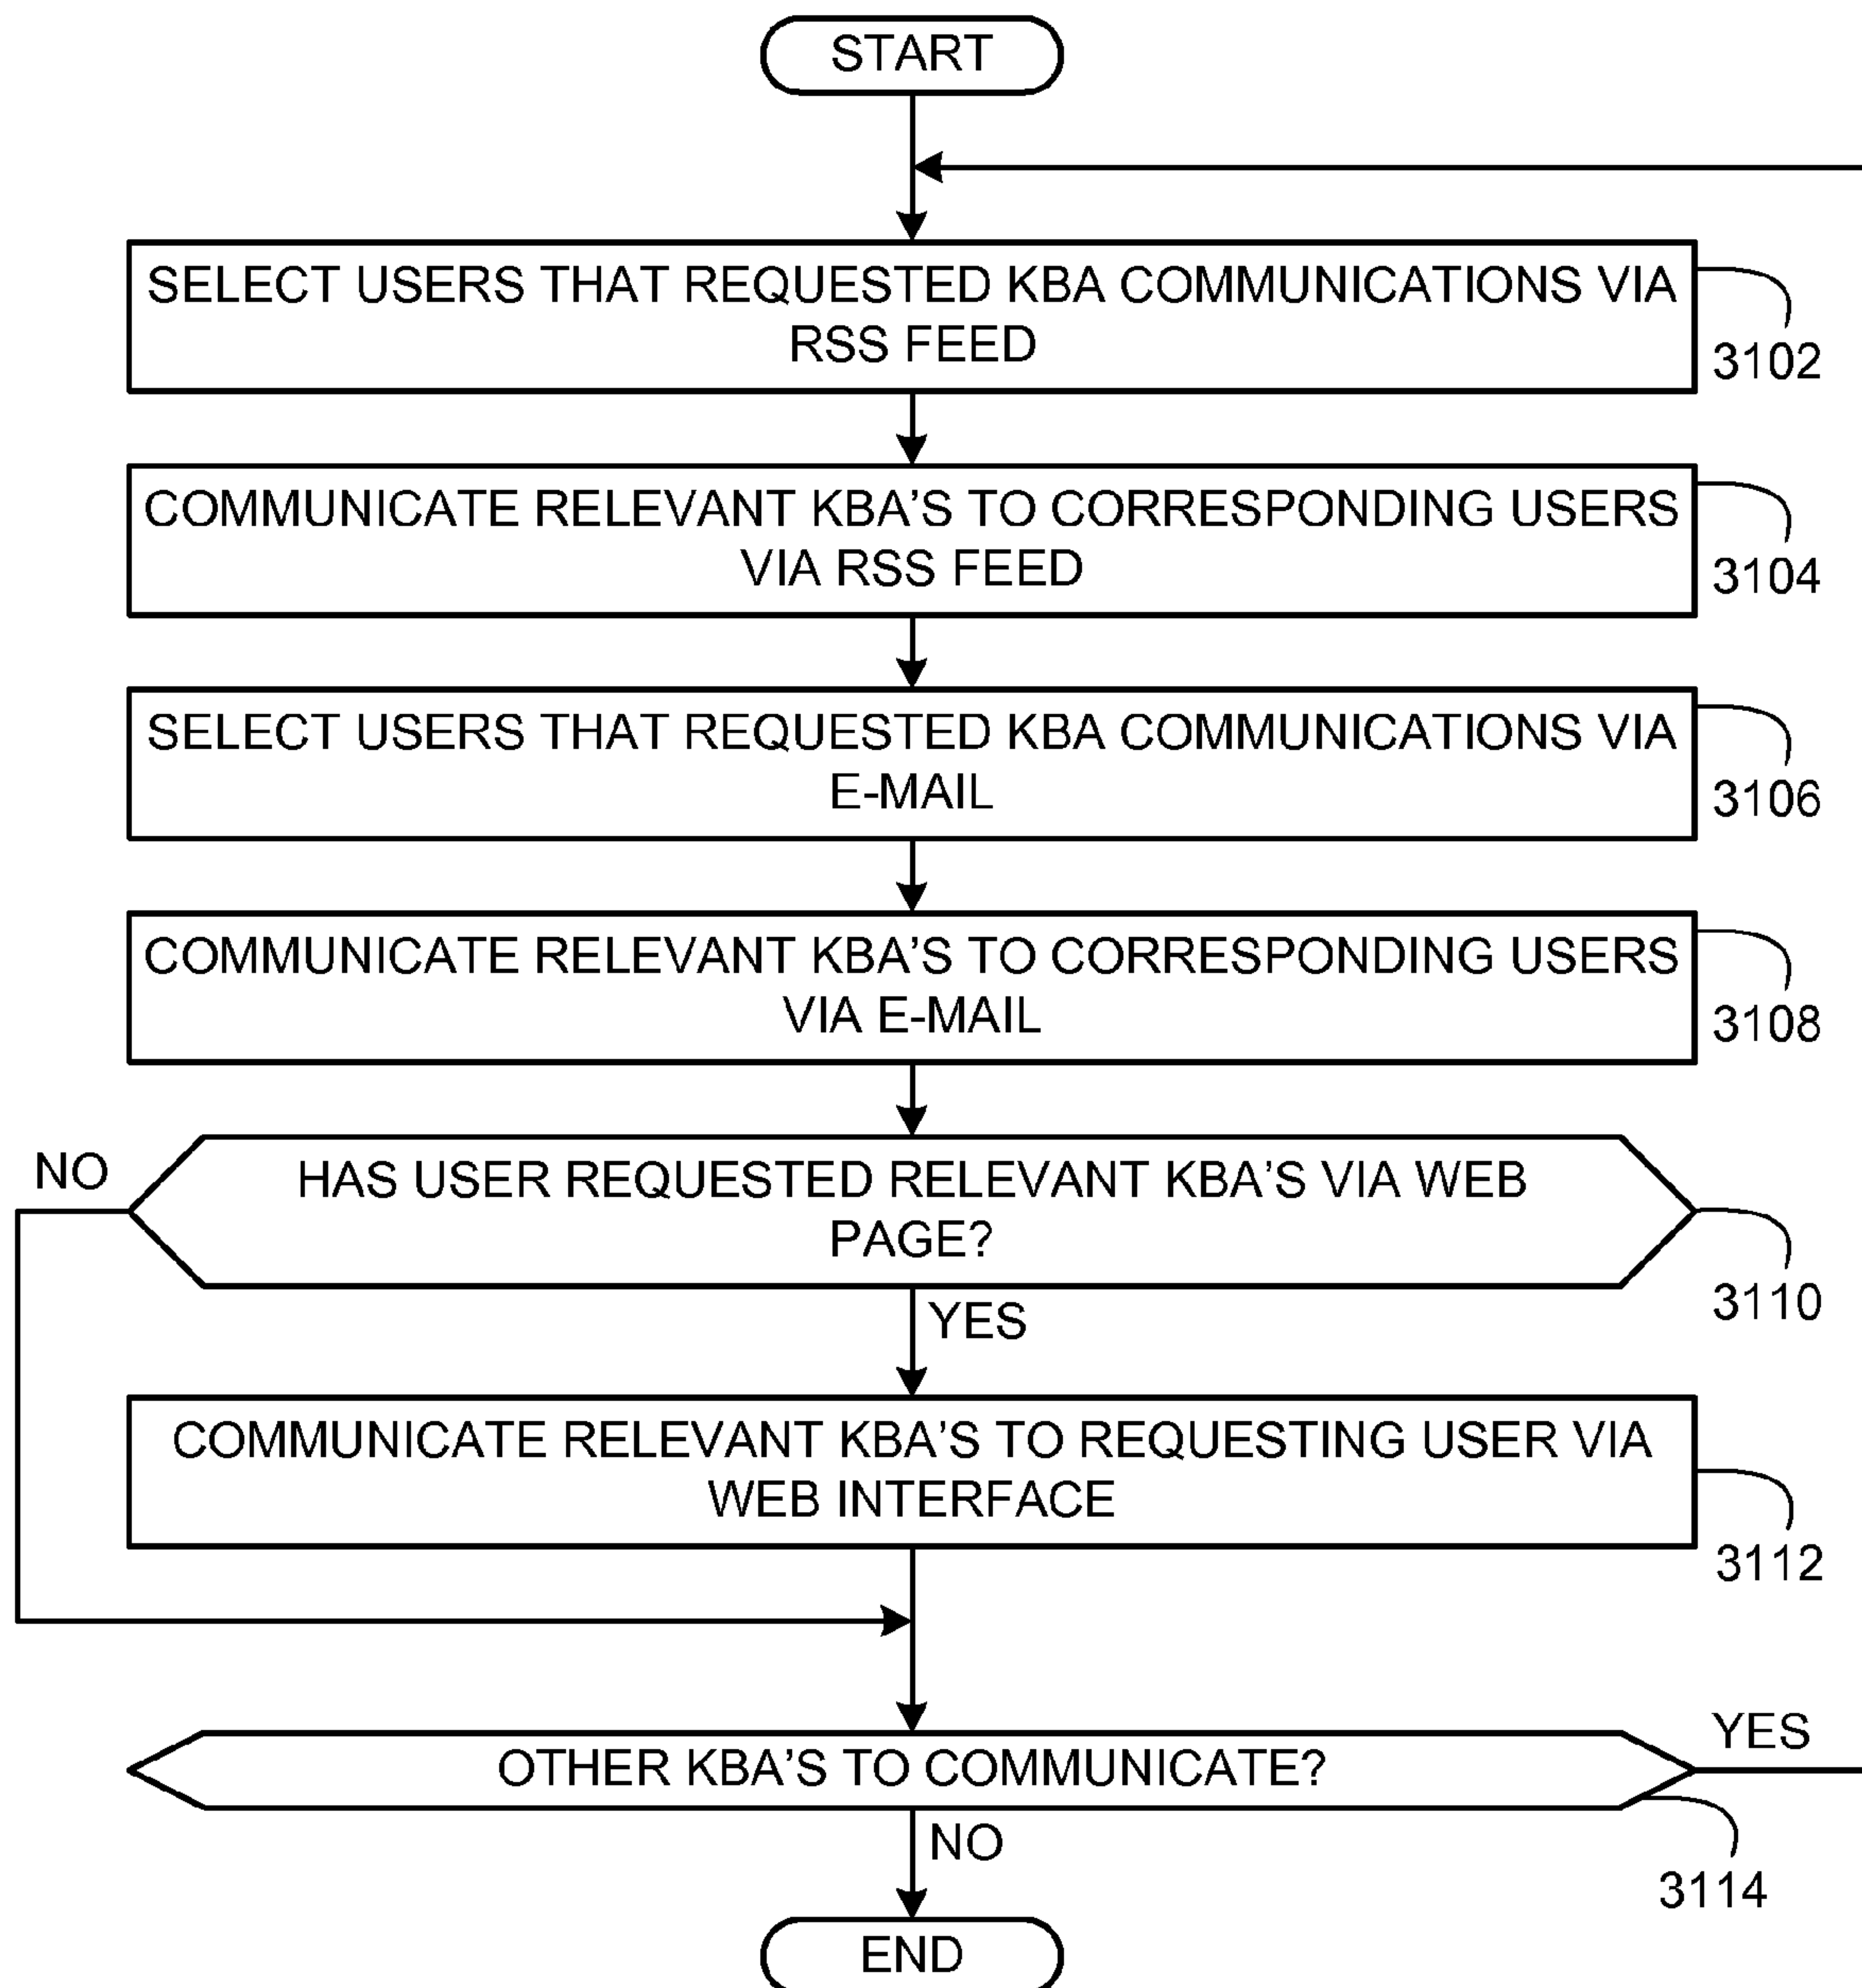 START
SELECT USERS THAT REQUESTED KBA COMMUNICATIONS VIA
RSS FEED
3102
COMMUNICATE RELEVANT KBA'S TO CORRESPONDING USERS
VIA RSS FEED
3104
SELECT USERS THAT REQUESTED KBA COMMUNICATIONS VIA
E-MAIL
3106
COMMUNICATE RELEVANT KBA'S TO CORRESPONDING USERS
VIA E-MAIL
3108
NO
HAS USER REQUESTED RELEVANT KBA'S VIA WEB
PAGE?
3110
YES
COMMUNICATE RELEVANT KBA'S TO REQUESTING USER VIA
WEB INTERFACE
3112
YES
OTHER KBA'S TO COMMUNICATE?
NO
3114
END